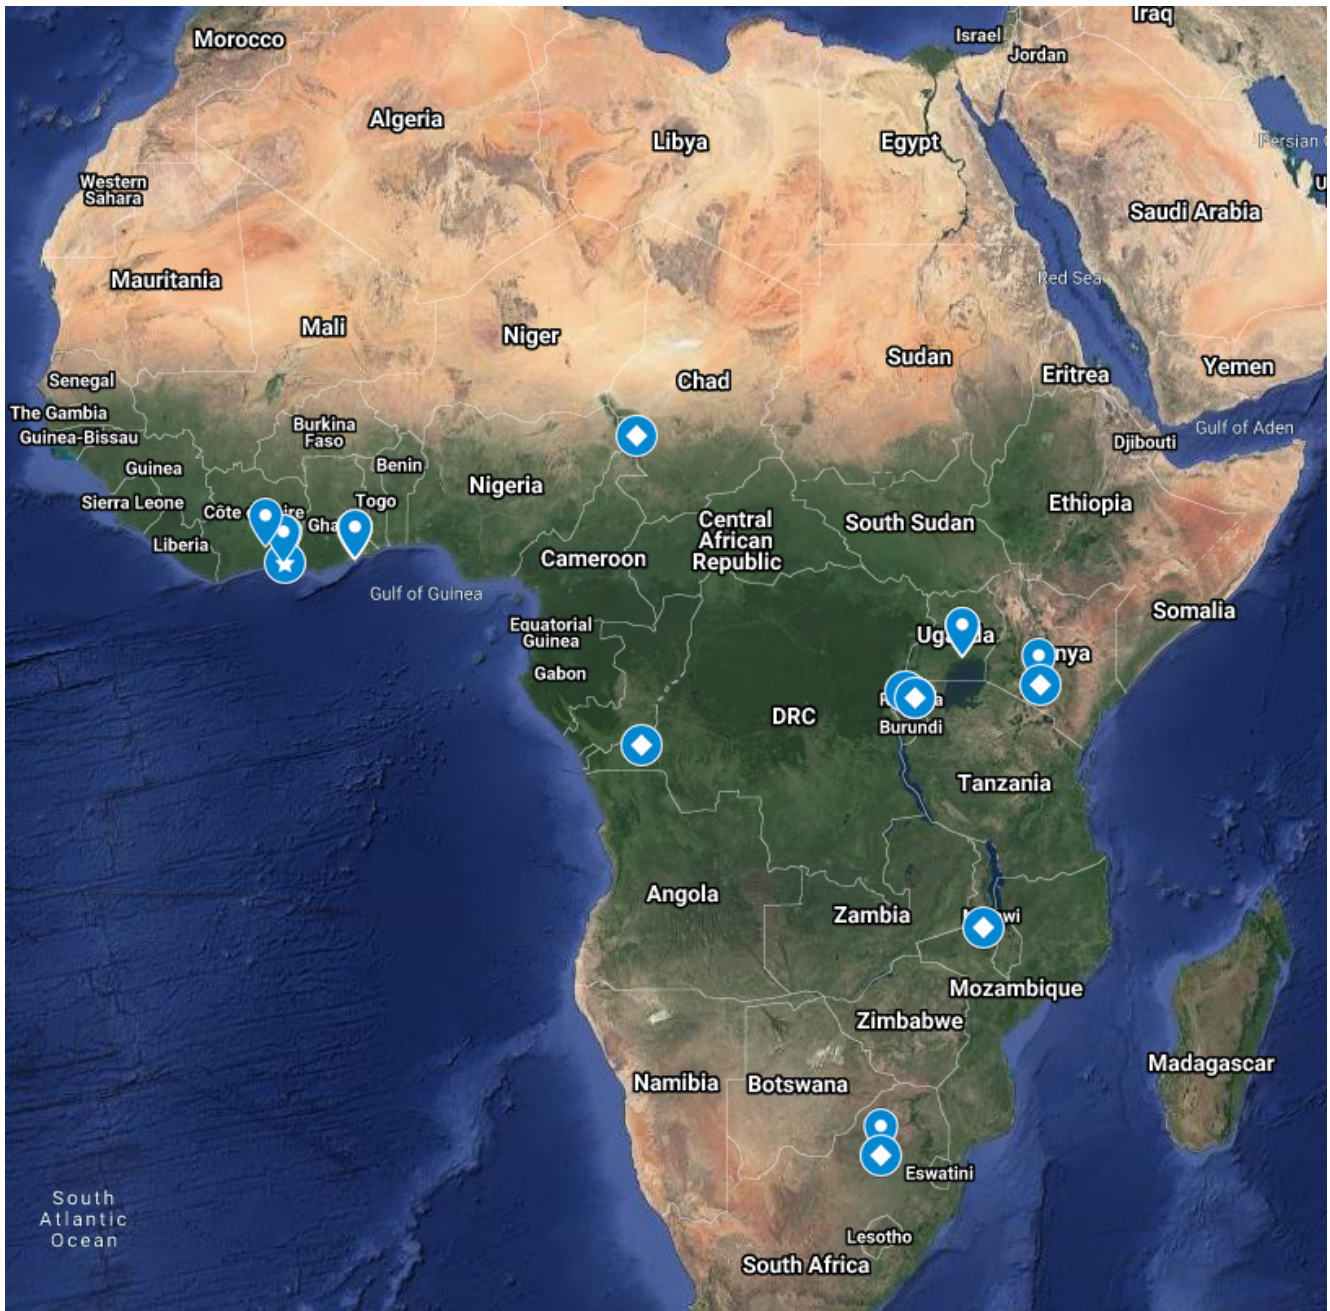 Iraq
Israel
Jordan
Morocco
Algeria
Libya
Egypt
Persian
Western
Sahara
Saudi Arabia
Mauritania
Red Sea
Mali
Niger
Chad
Sudan
Eritrea
Yemen
Senegal
The Gambia
Guinea-Bissau
Burkina
Faso
Gulf of Aden
Djibouti
Guinea
Benin
Nigeria
Sierra Leone
Togo
Ethiopia
Liberia
Central
African
Republic
South Sudan
Cameroon
Gulf of Guinea
Equatorial
Guinea
Somalia
Gabon
DRC
Burundi
Tanzania
Angola
Zambia
Mozambique
Zimbabwe
Madagascar
Namibia
Botswana
Eswatini
South
Atlantic
Ocean
Lesotho
South Africa